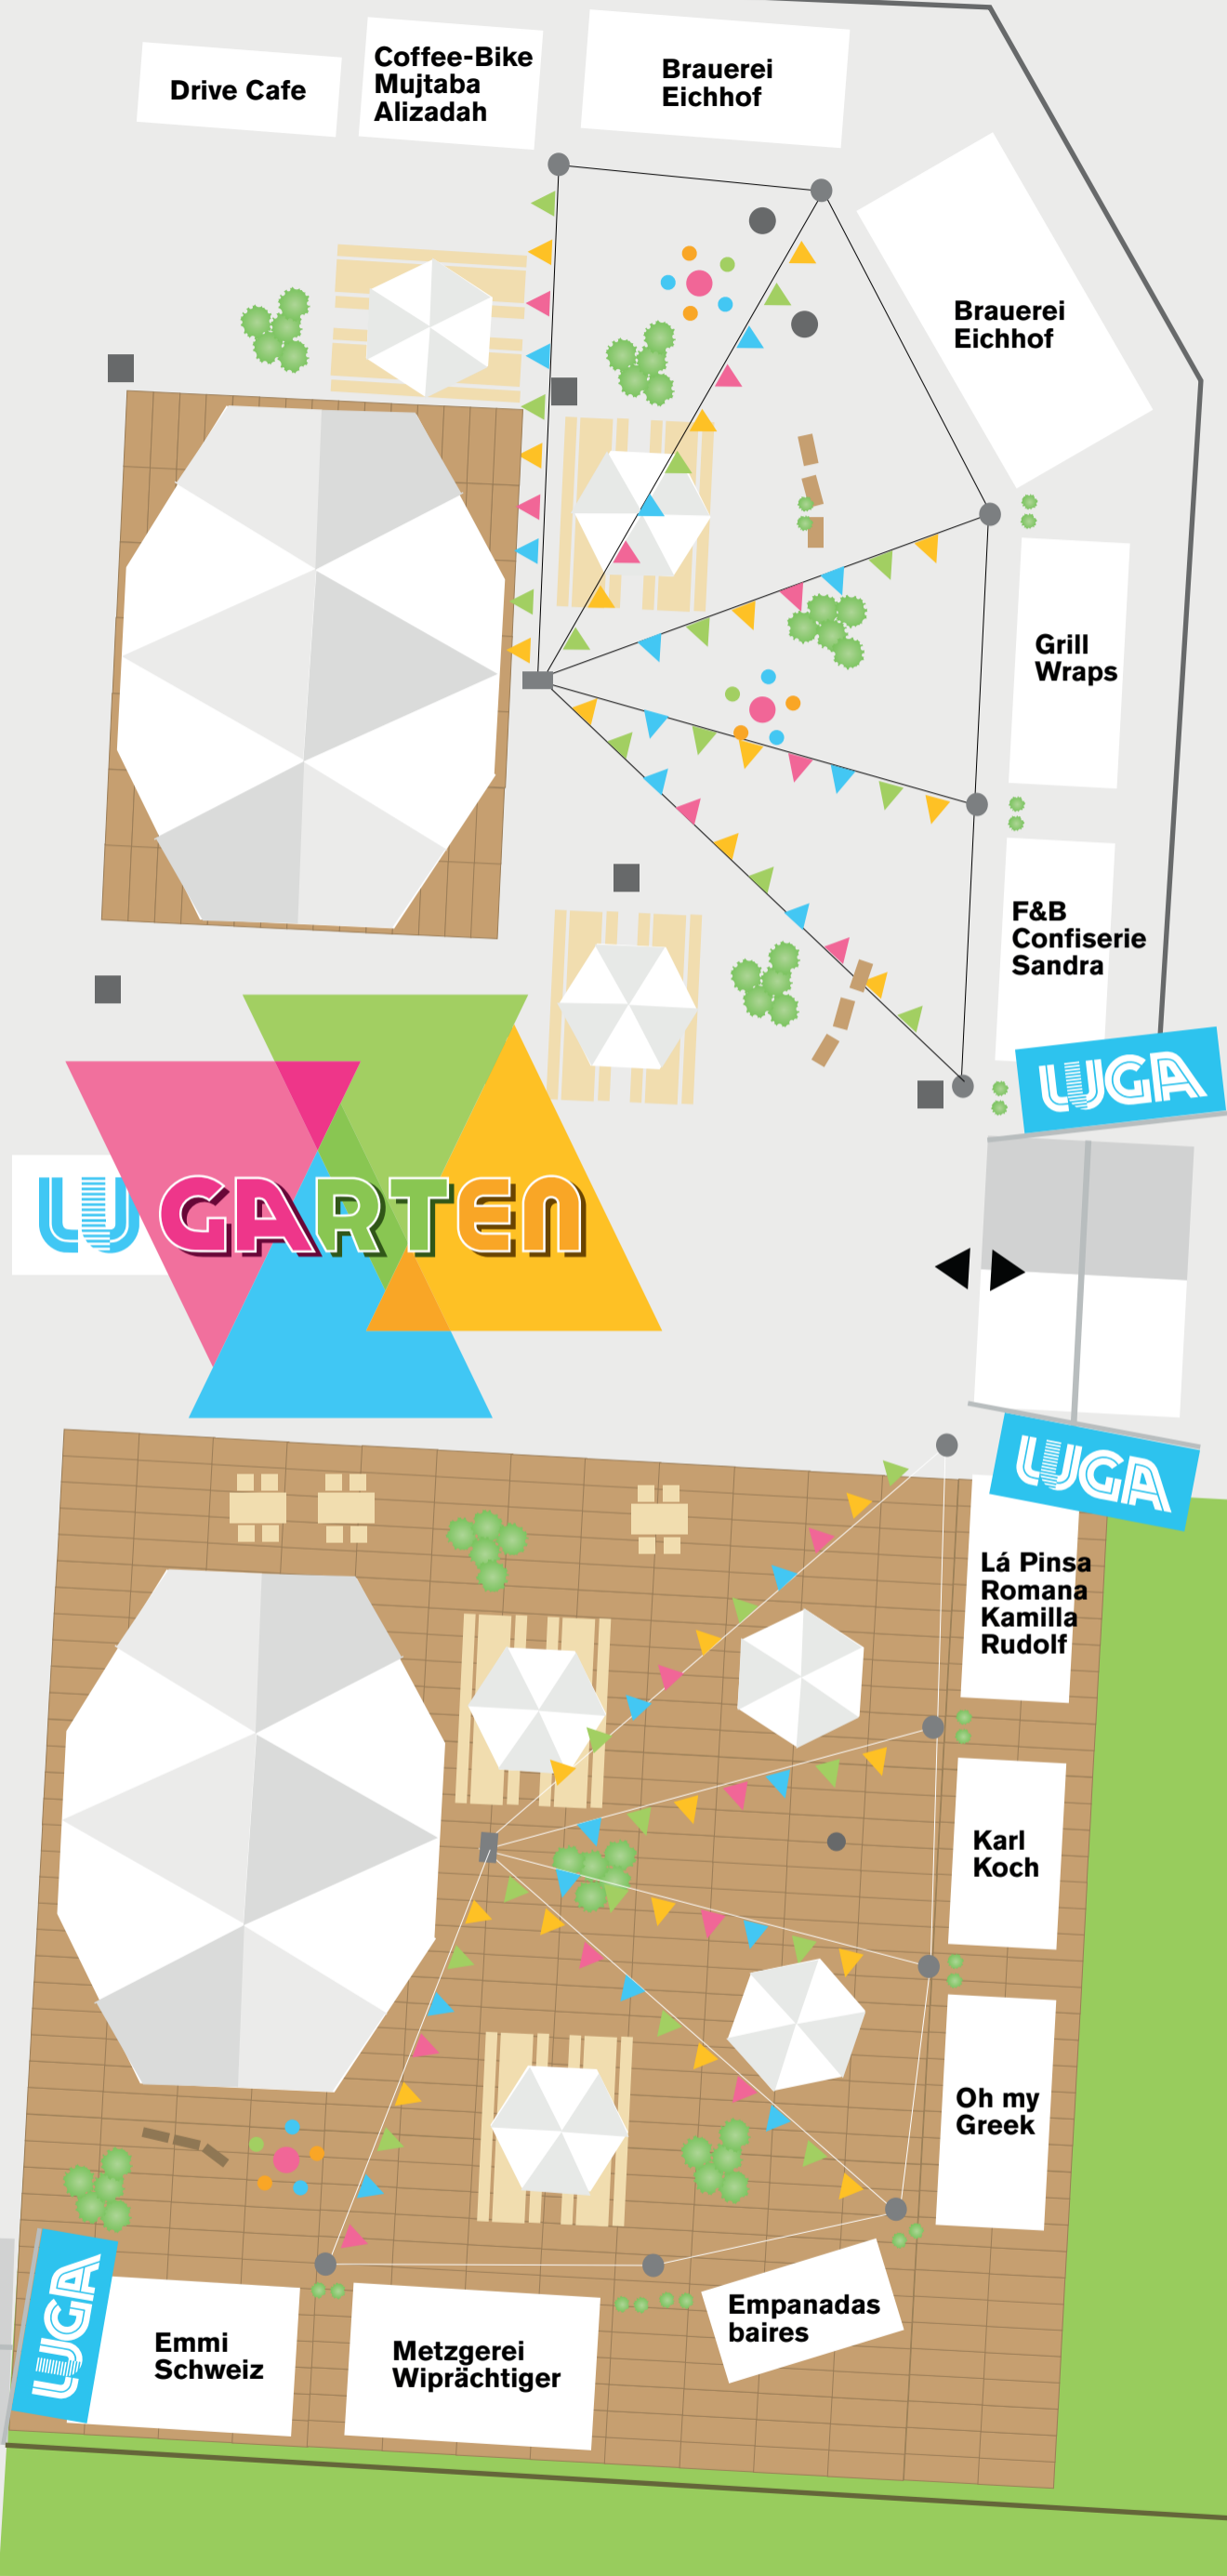 Drive Cafe
Coffee-Bike
Mujtaba
Alizadah
Brauerei
Eichhof
Brauerei
Eichhof
Grill
Wraps
F&B
Confiserie
Sandra
LUGA
LU GARTEN
LUGA
Lá Pinsa
Romana
Kamilla
Rudolf
Karl
Koch
Oh my
Greek
Empanadas
baires
LUGA
Emmi
Schweiz
Metzgerei
Wiprächtiger